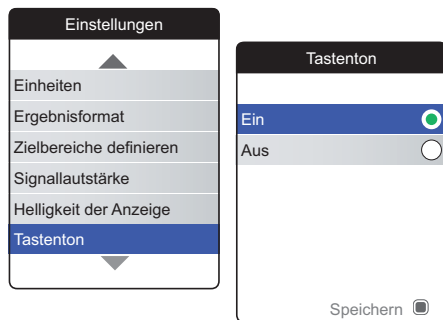 Einstellungen
Einheiten
Ergebnisformat
Zielbereiche definieren
Signallautstärke
Helligkeit der Anzeige
Tastenton
Tastenton
Ein
Aus
Speichern